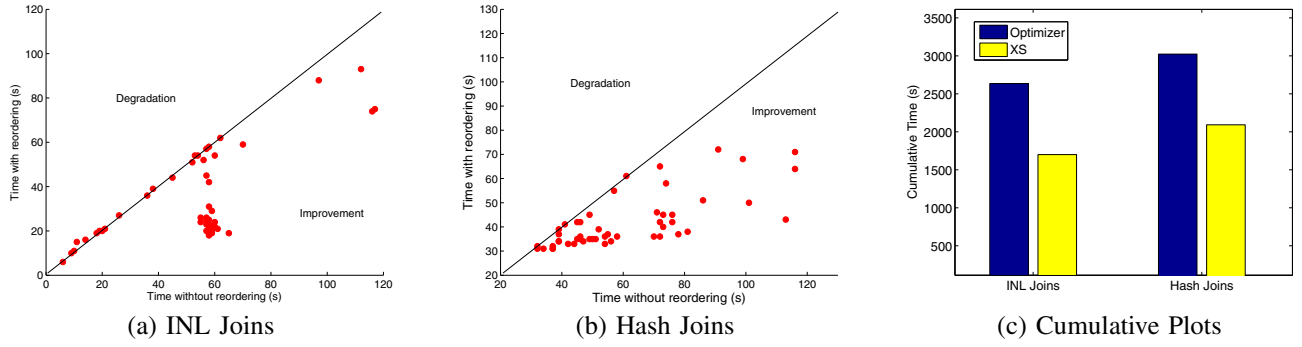 120
100
80
60
40
20
0
0 20 40 60 80 100 120
Time with reordering (s)
Time without reordering (s)
Degradation
Improvement
(a) INL Joins
130
120
110
100
90
80
70
60
50
40
30
20
20 40 60 80 100 120
Time with reordering (s)
Time without reordering (s)
Degradation
Improvement
(b) Hash Joins
3500
3000
2500
2000
1500
1000
500
Cumulative Time (s)
Optimizer
XS
INL Joins Hash Joins
(c) Cumulative Plots